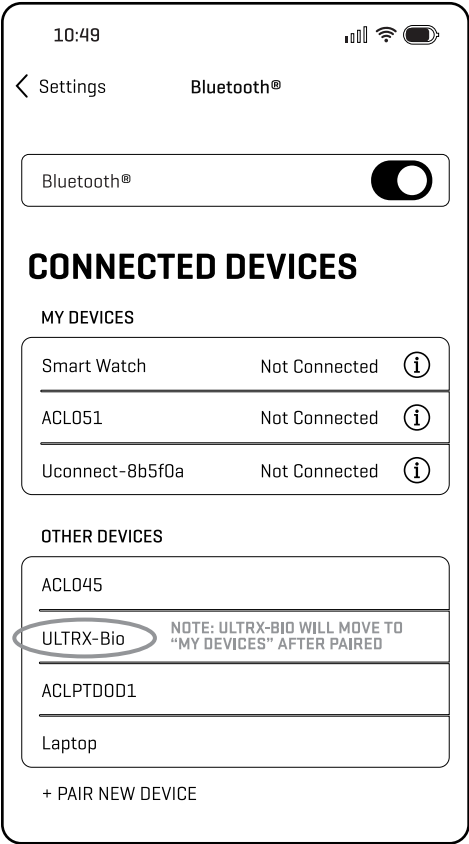 10:49
Settings
Bluetooth®
Bluetooth®
CONNECTED DEVICES
MY DEVICES
Smart Watch Not Connected
ACL051 Not Connected
Uconnect-8b5f0a Not Connected
OTHER DEVICES
ACL045
ULTRX-Bio
NOTE: ULTRX-BIO WILL MOVE TO
“MY DEVICES” AFTER PAIRED
ACLPTDOD1
Laptop
+ PAIR NEW DEVICE